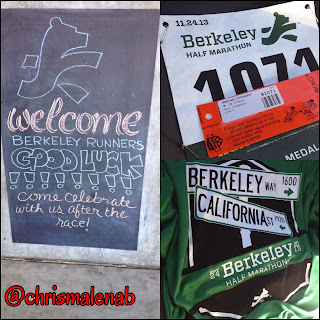 welcome
BERKELEY RUNNERS
GOOD LUCK
!!!!!!!!
come celebrate
with us after the
race!
@chrismalenab
11.24.13
Berkeley
HALF MARATHON
1071
MEDAL
BERKELEY WAY 1600
CALIFORNIA ST
Berkeley
HALF MARATHON